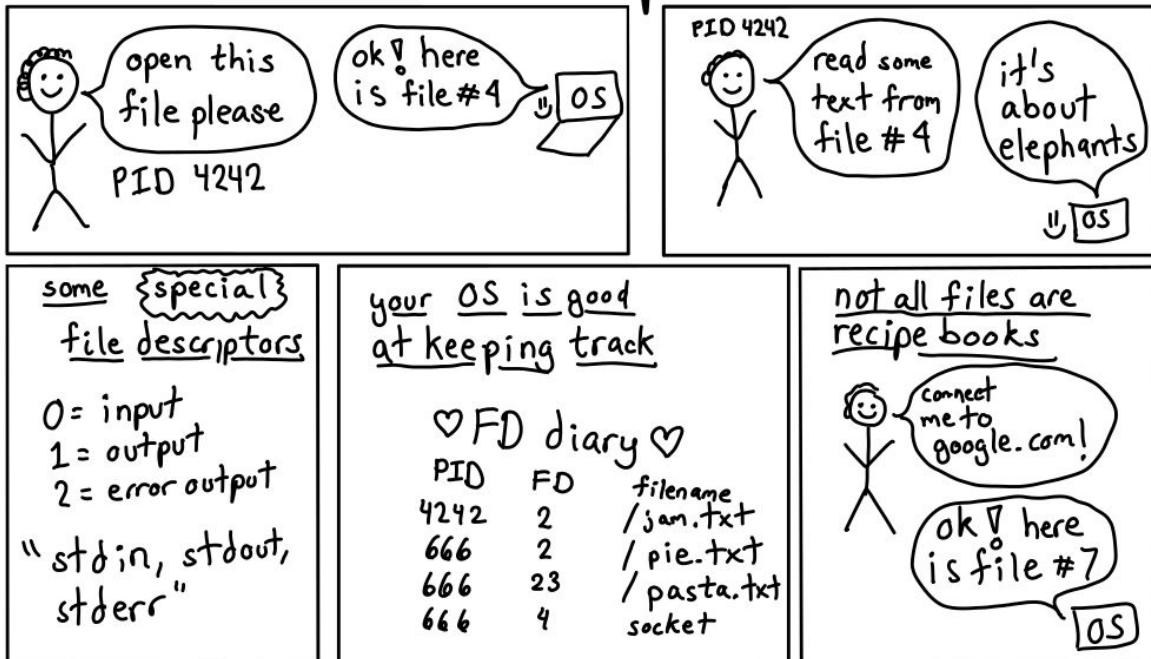 open this
file please
PID 4242
ok! here
is file #4
OS
PID 4242
read some
text from
file #4
it's
about
elephants
OS
some special
file descriptors
0 = input
1 = output
2 = error output
"stdin, stdout,
stderr"
your OS is good
at keeping track
♡ FD diary ♡
PID FD filename
4242 2 /jam.txt
666 2 /pie.txt
666 23 /pasta.txt
666 4 socket
not all files are
recipe books
connect
me to
google.com!
ok! here
is file #7
OS